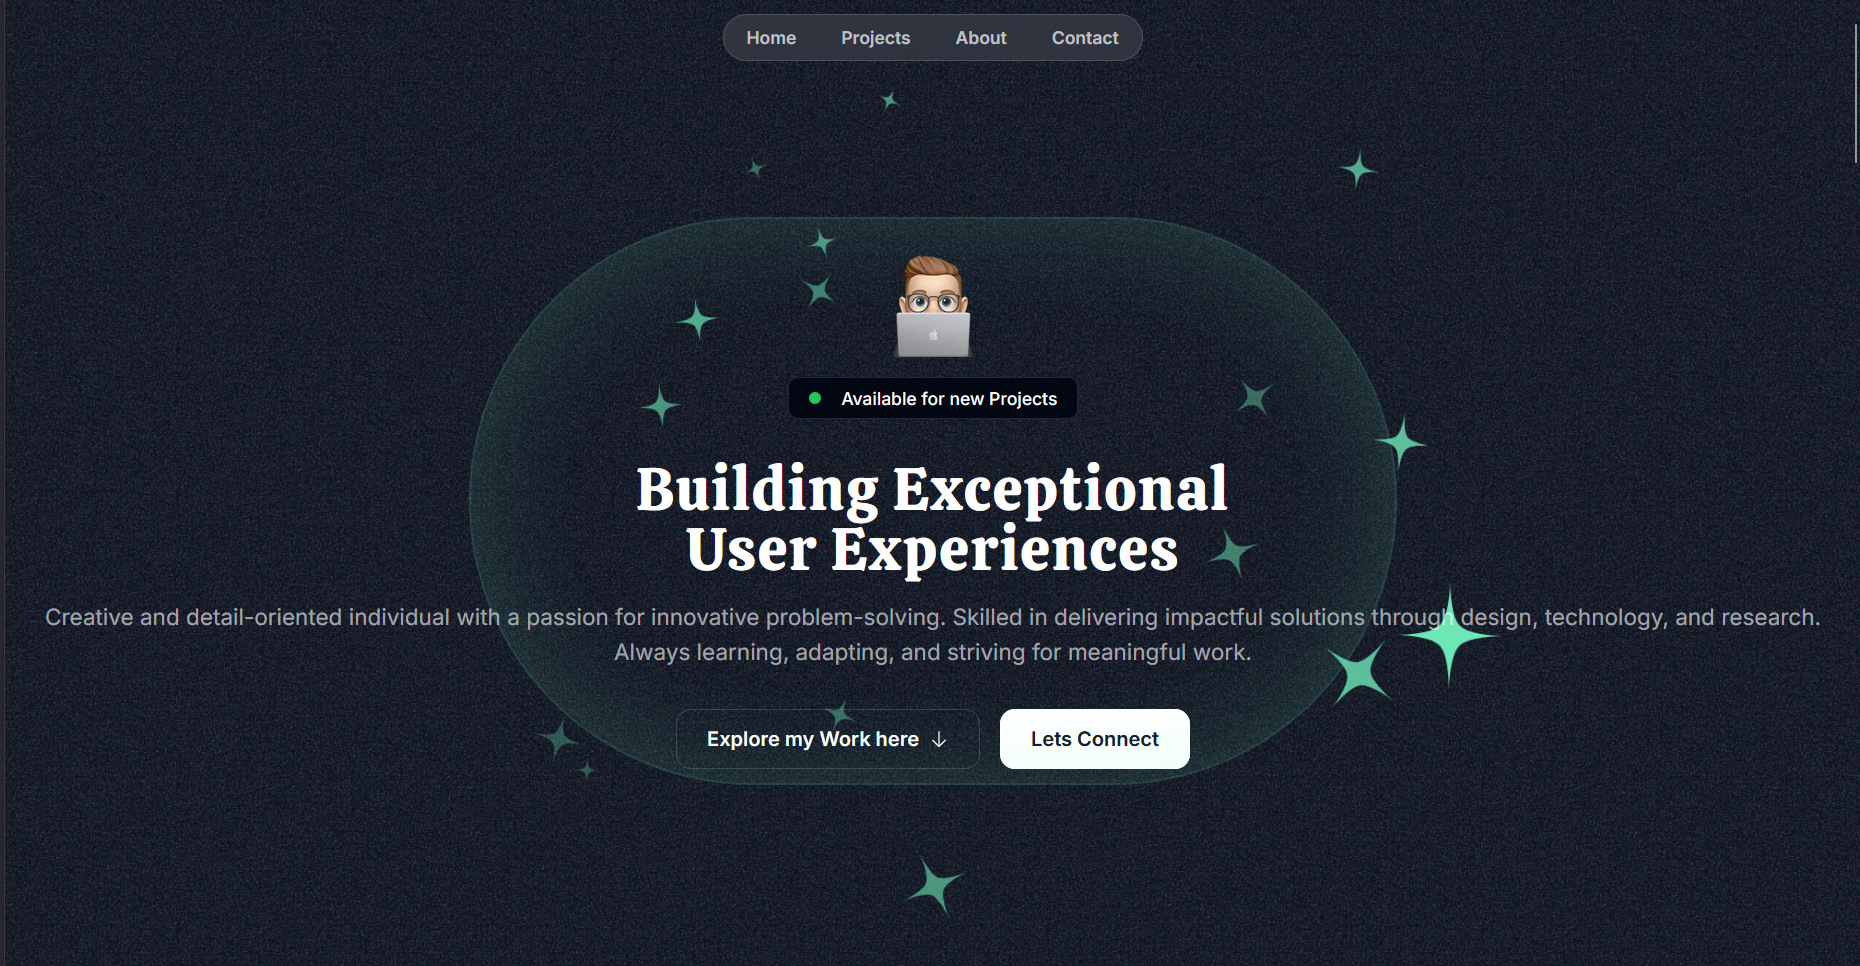 Home Projects About Contact
Available for new Projects
Building Exceptional
User Experiences
Creative and detail-oriented individual with a passion for innovative problem-solving. Skilled in delivering impactful solutions through design, technology, and research.
Always learning, adapting, and striving for meaningful work.
Explore my Work here ↓ Lets Connect